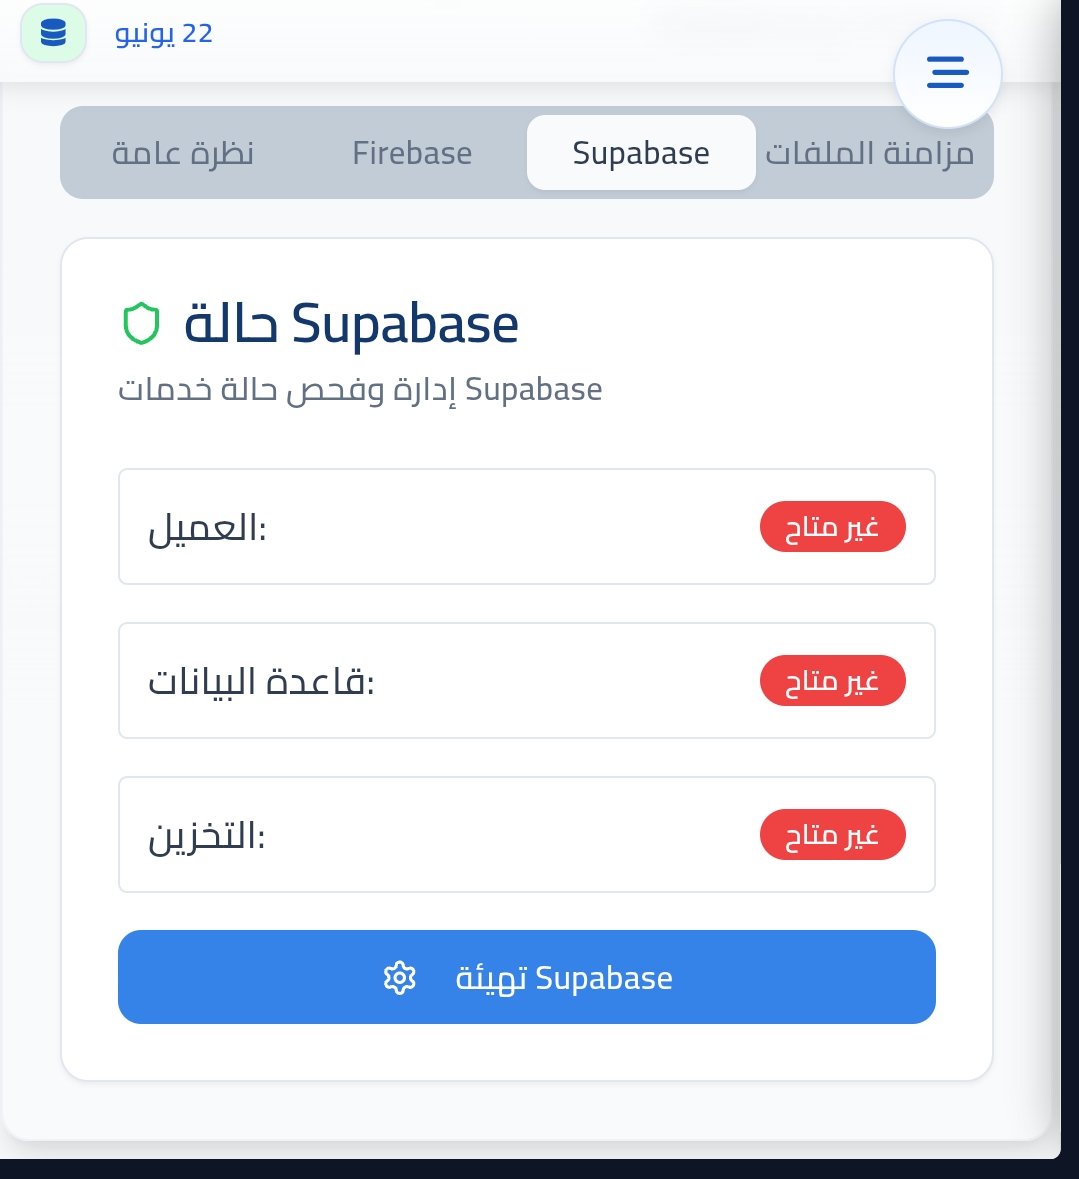 22 يونيو
نظرة عامة
Firebase
Supabase
مزامنة الملفات
حالة Supabase
إدارة وفحص حالة خدمات Supabase
العميل:
غير متاح
قاعدة البيانات:
غير متاح
التخزين:
غير متاح
تهيئة Supabase